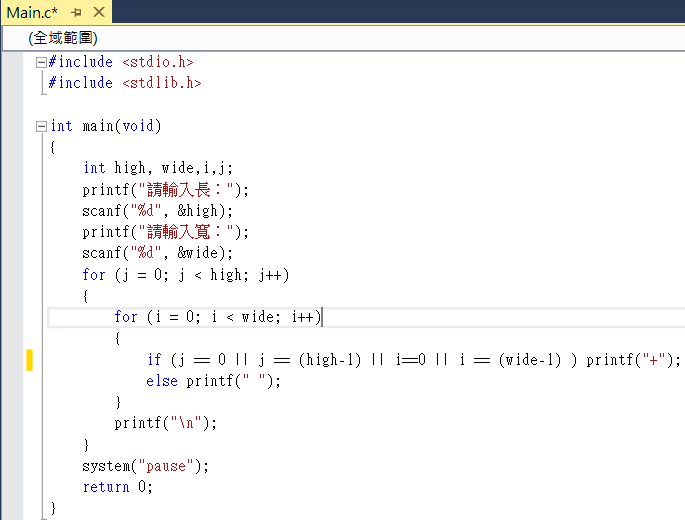 Main.c*
(全域範圍)
#include <stdio.h>
#include <stdlib.h>
int main(void)
{
int high, wide,i,j;
printf("請輸入長：");
scanf("%d", &high);
printf("請輸入寬：");
scanf("%d", &wide);
for (j = 0; j < high; j++)
{
for (i = 0; i < wide; i++)
{
if (j == 0 || j == (high-1) || i==0 || i == (wide-1) ) printf("+");
else printf(" ");
}
printf("\n");
}
system("pause");
return 0;
}